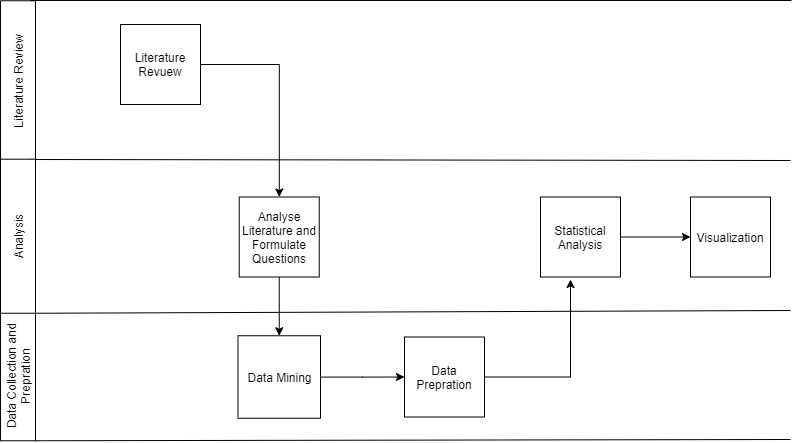 Literature Review
Literature
Revuew
Analysis
Analyse
Literature and
Formulate
Questions
Statistical
Analysis
Visualization
Data Collection and
Prepration
Data Mining
Data
Prepration